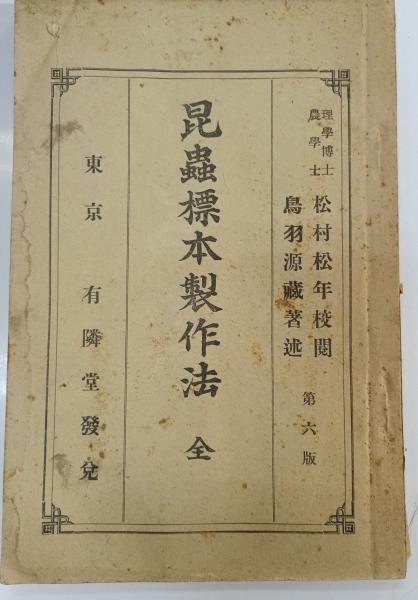 理學博士
農學士
松村松年校閲
鳥羽源藏著述
第六版
昆蟲標本製作法 全
東京 有隣堂發兌